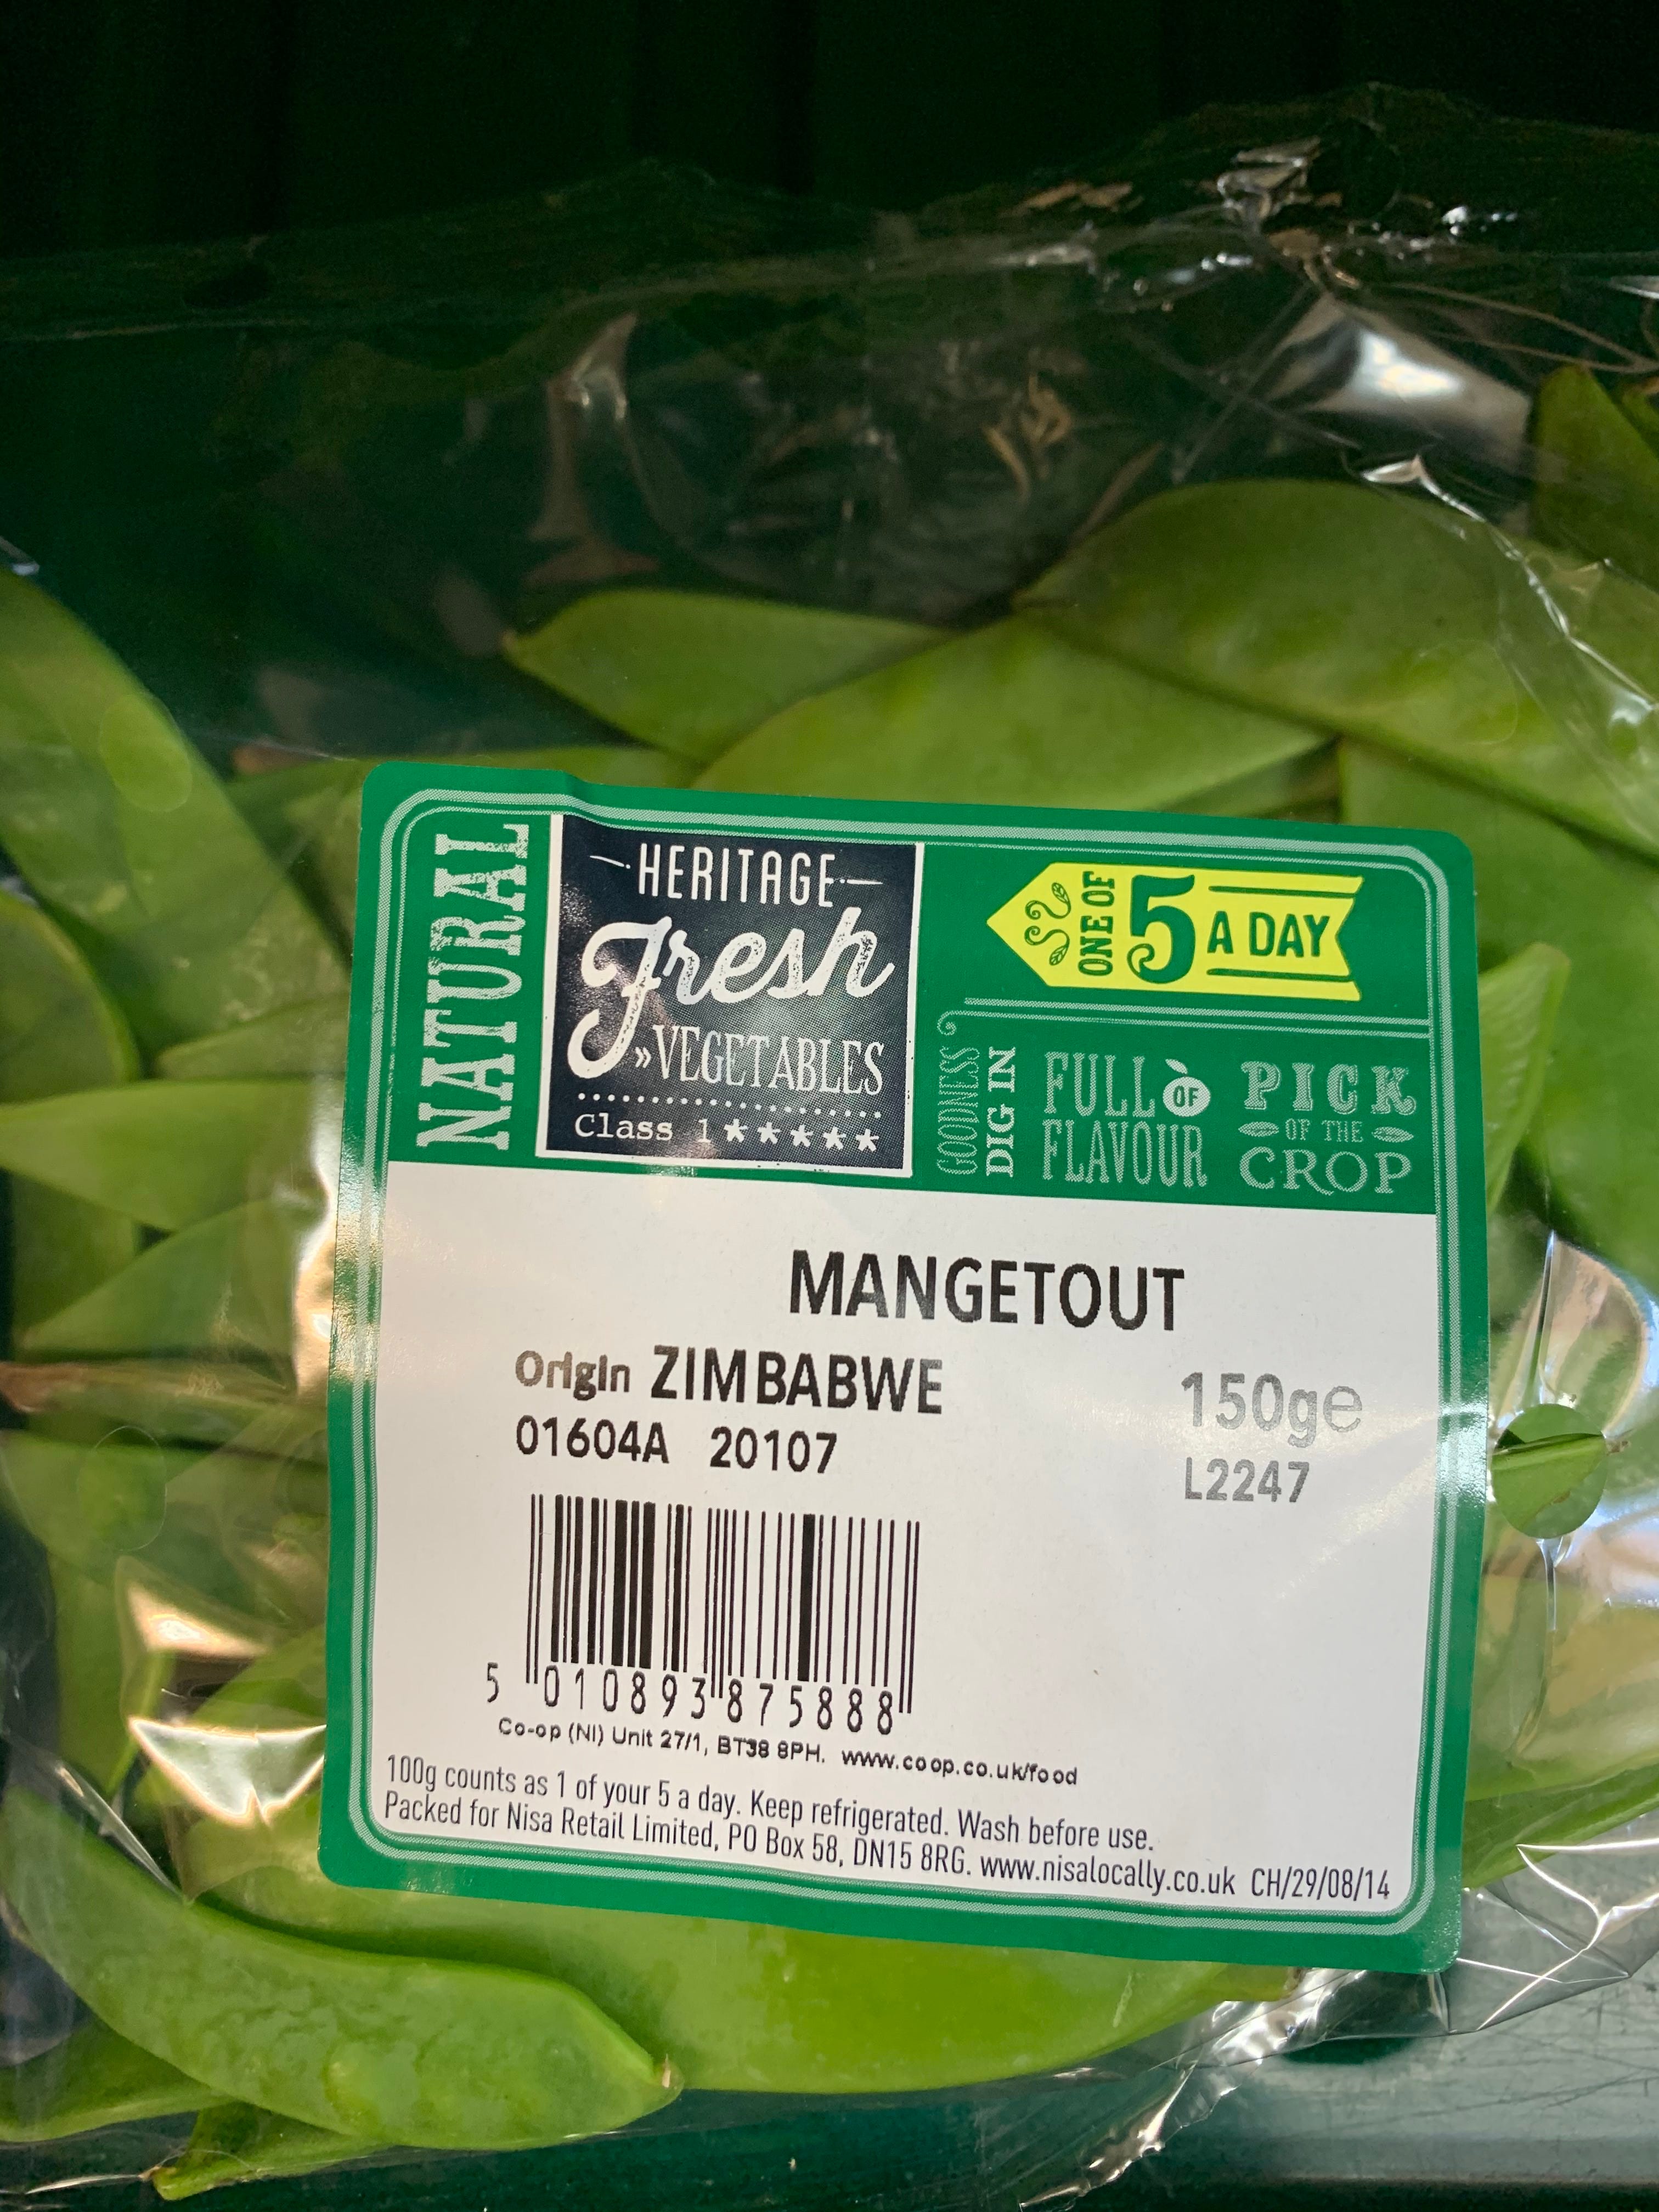 NATURAL
HERITAGE
Fresh
»VEGETABLES
Class 1 ★★★★★
ONE OF 5 A DAY
GOODNESS
DIG IN
FULL OF
FLAVOUR
PICK
OF THE
CROP
MANGETOUT
Origin ZIMBABWE
150g℮
01604A 20107
L2247
5 010893 875888
Co-op (NI) Unit 27/1, BT38 8PH. www.coop.co.uk/food
100g counts as 1 of your 5 a day. Keep refrigerated. Wash before use.
Packed for Nisa Retail Limited, PO Box 58, DN15 8RG. www.nisalocally.co.uk CH/29/08/14